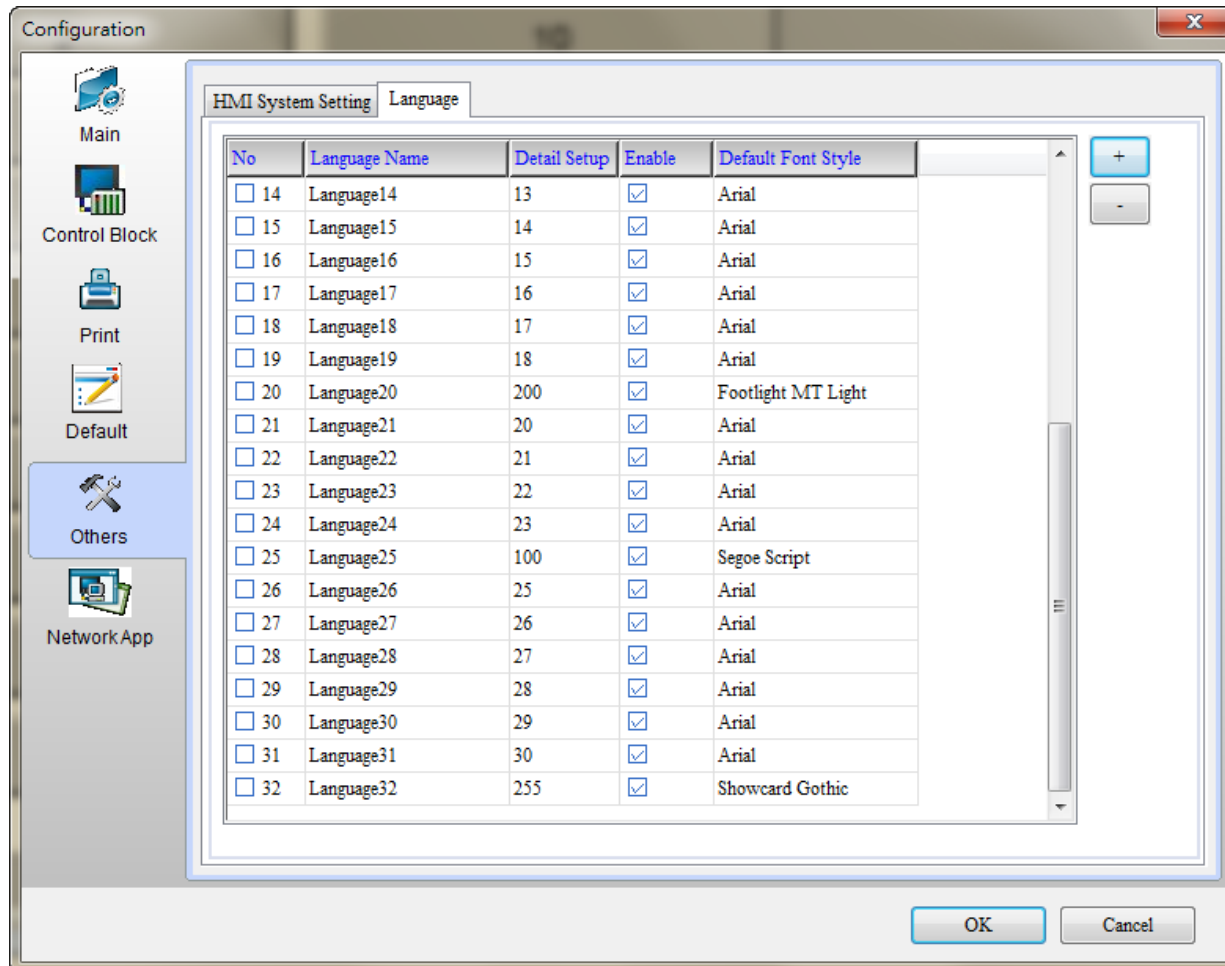 Configuration
Main
Control Block
Print
Default
Others
Network App
HMI System Setting Language
No Language Name Detail Setup Enable Default Font Style
14 Language14 13 Arial
15 Language15 14 Arial
16 Language16 15 Arial
17 Language17 16 Arial
18 Language18 17 Arial
19 Language19 18 Arial
20 Language20 200 Footlight MT Light
21 Language21 20 Arial
22 Language22 21 Arial
23 Language23 22 Arial
24 Language24 23 Arial
25 Language25 100 Segoe Script
26 Language26 25 Arial
27 Language27 26 Arial
28 Language28 27 Arial
29 Language29 28 Arial
30 Language30 29 Arial
31 Language31 30 Arial
32 Language32 255 Showcard Gothic
+
-
OK Cancel